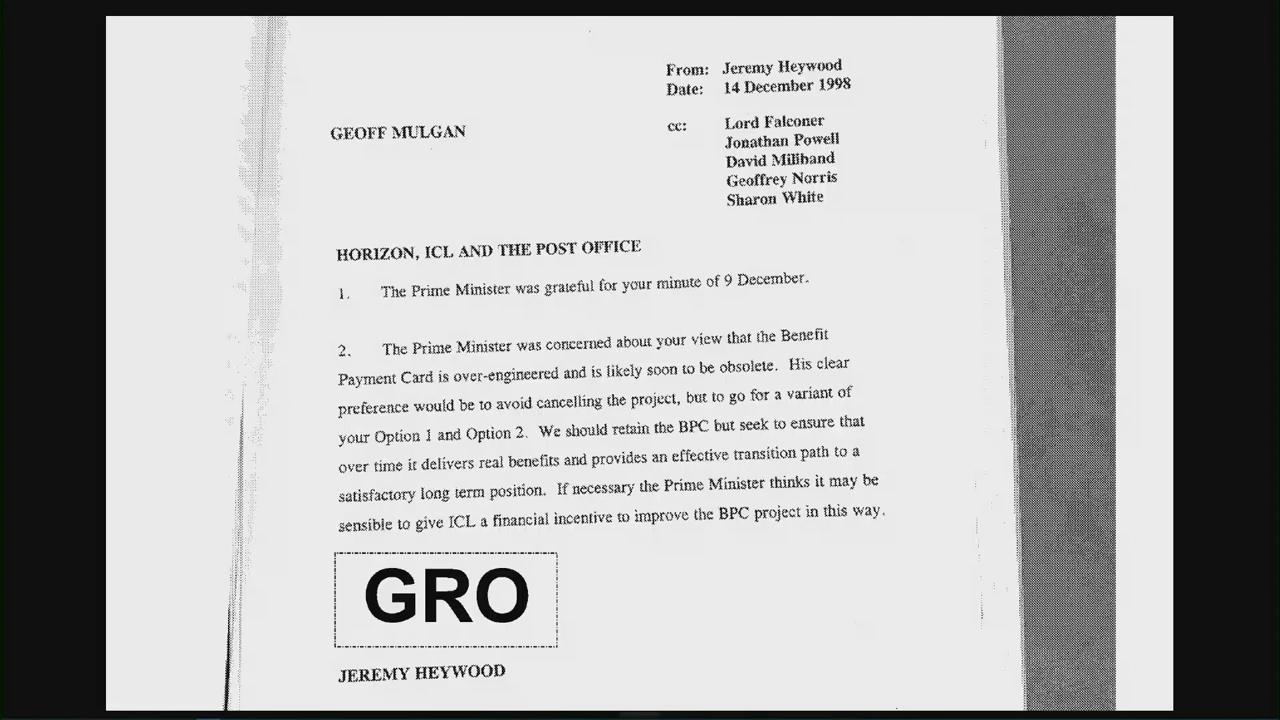 From: Jeremy Heywood
Date: 14 December 1998
GEOFF MULGAN
cc: Lord Falconer
Jonathan Powell
David Miliband
Geoffrey Norris
Sharon White
HORIZON, ICL AND THE POST OFFICE
1. The Prime Minister was grateful for your minute of 9 December.
2. The Prime Minister was concerned about your view that the Benefit
Payment Card is over-engineered and is likely soon to be obsolete. His clear
preference would be to avoid cancelling the project, but to go for a variant of
your Option 1 and Option 2. We should retain the BPC but seek to ensure that
over time it delivers real benefits and provides an effective transition path to a
satisfactory long term position. If necessary the Prime Minister thinks it may be
sensible to give ICL a financial incentive to improve the BPC project in this way.
GRO
JEREMY HEYWOOD